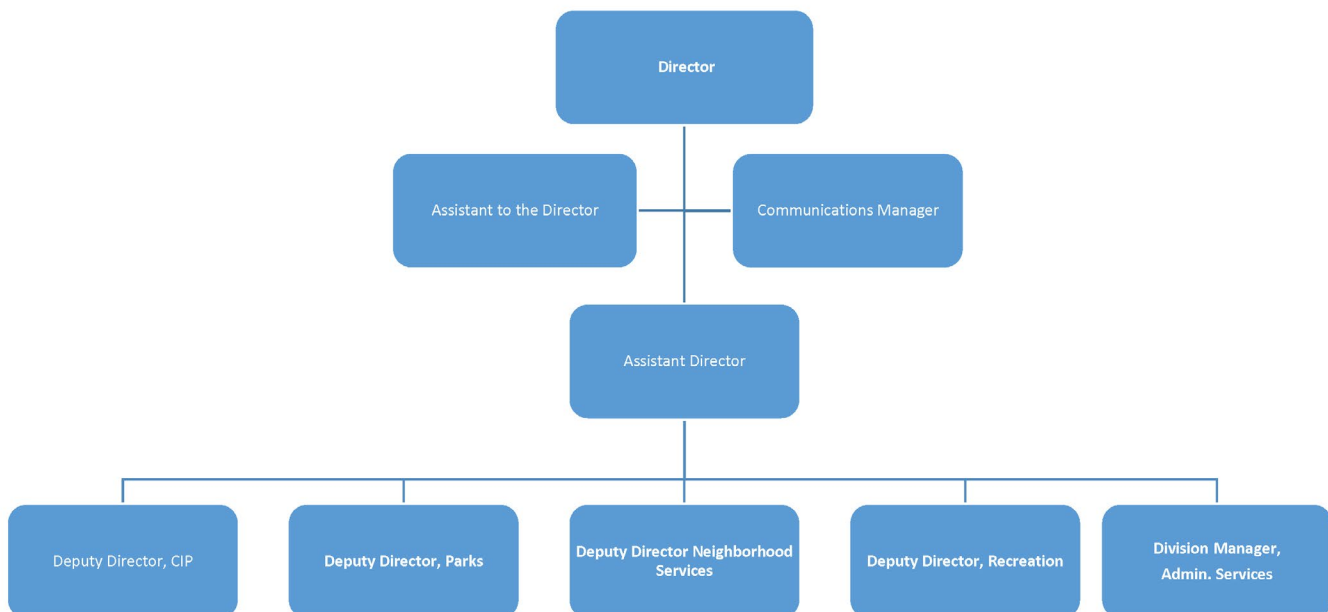 Director
Assistant to the Director
Communications Manager
Assistant Director
Deputy Director, CIP
Deputy Director, Parks
Deputy Director Neighborhood
Services
Deputy Director, Recreation
Division Manager,
Admin. Services